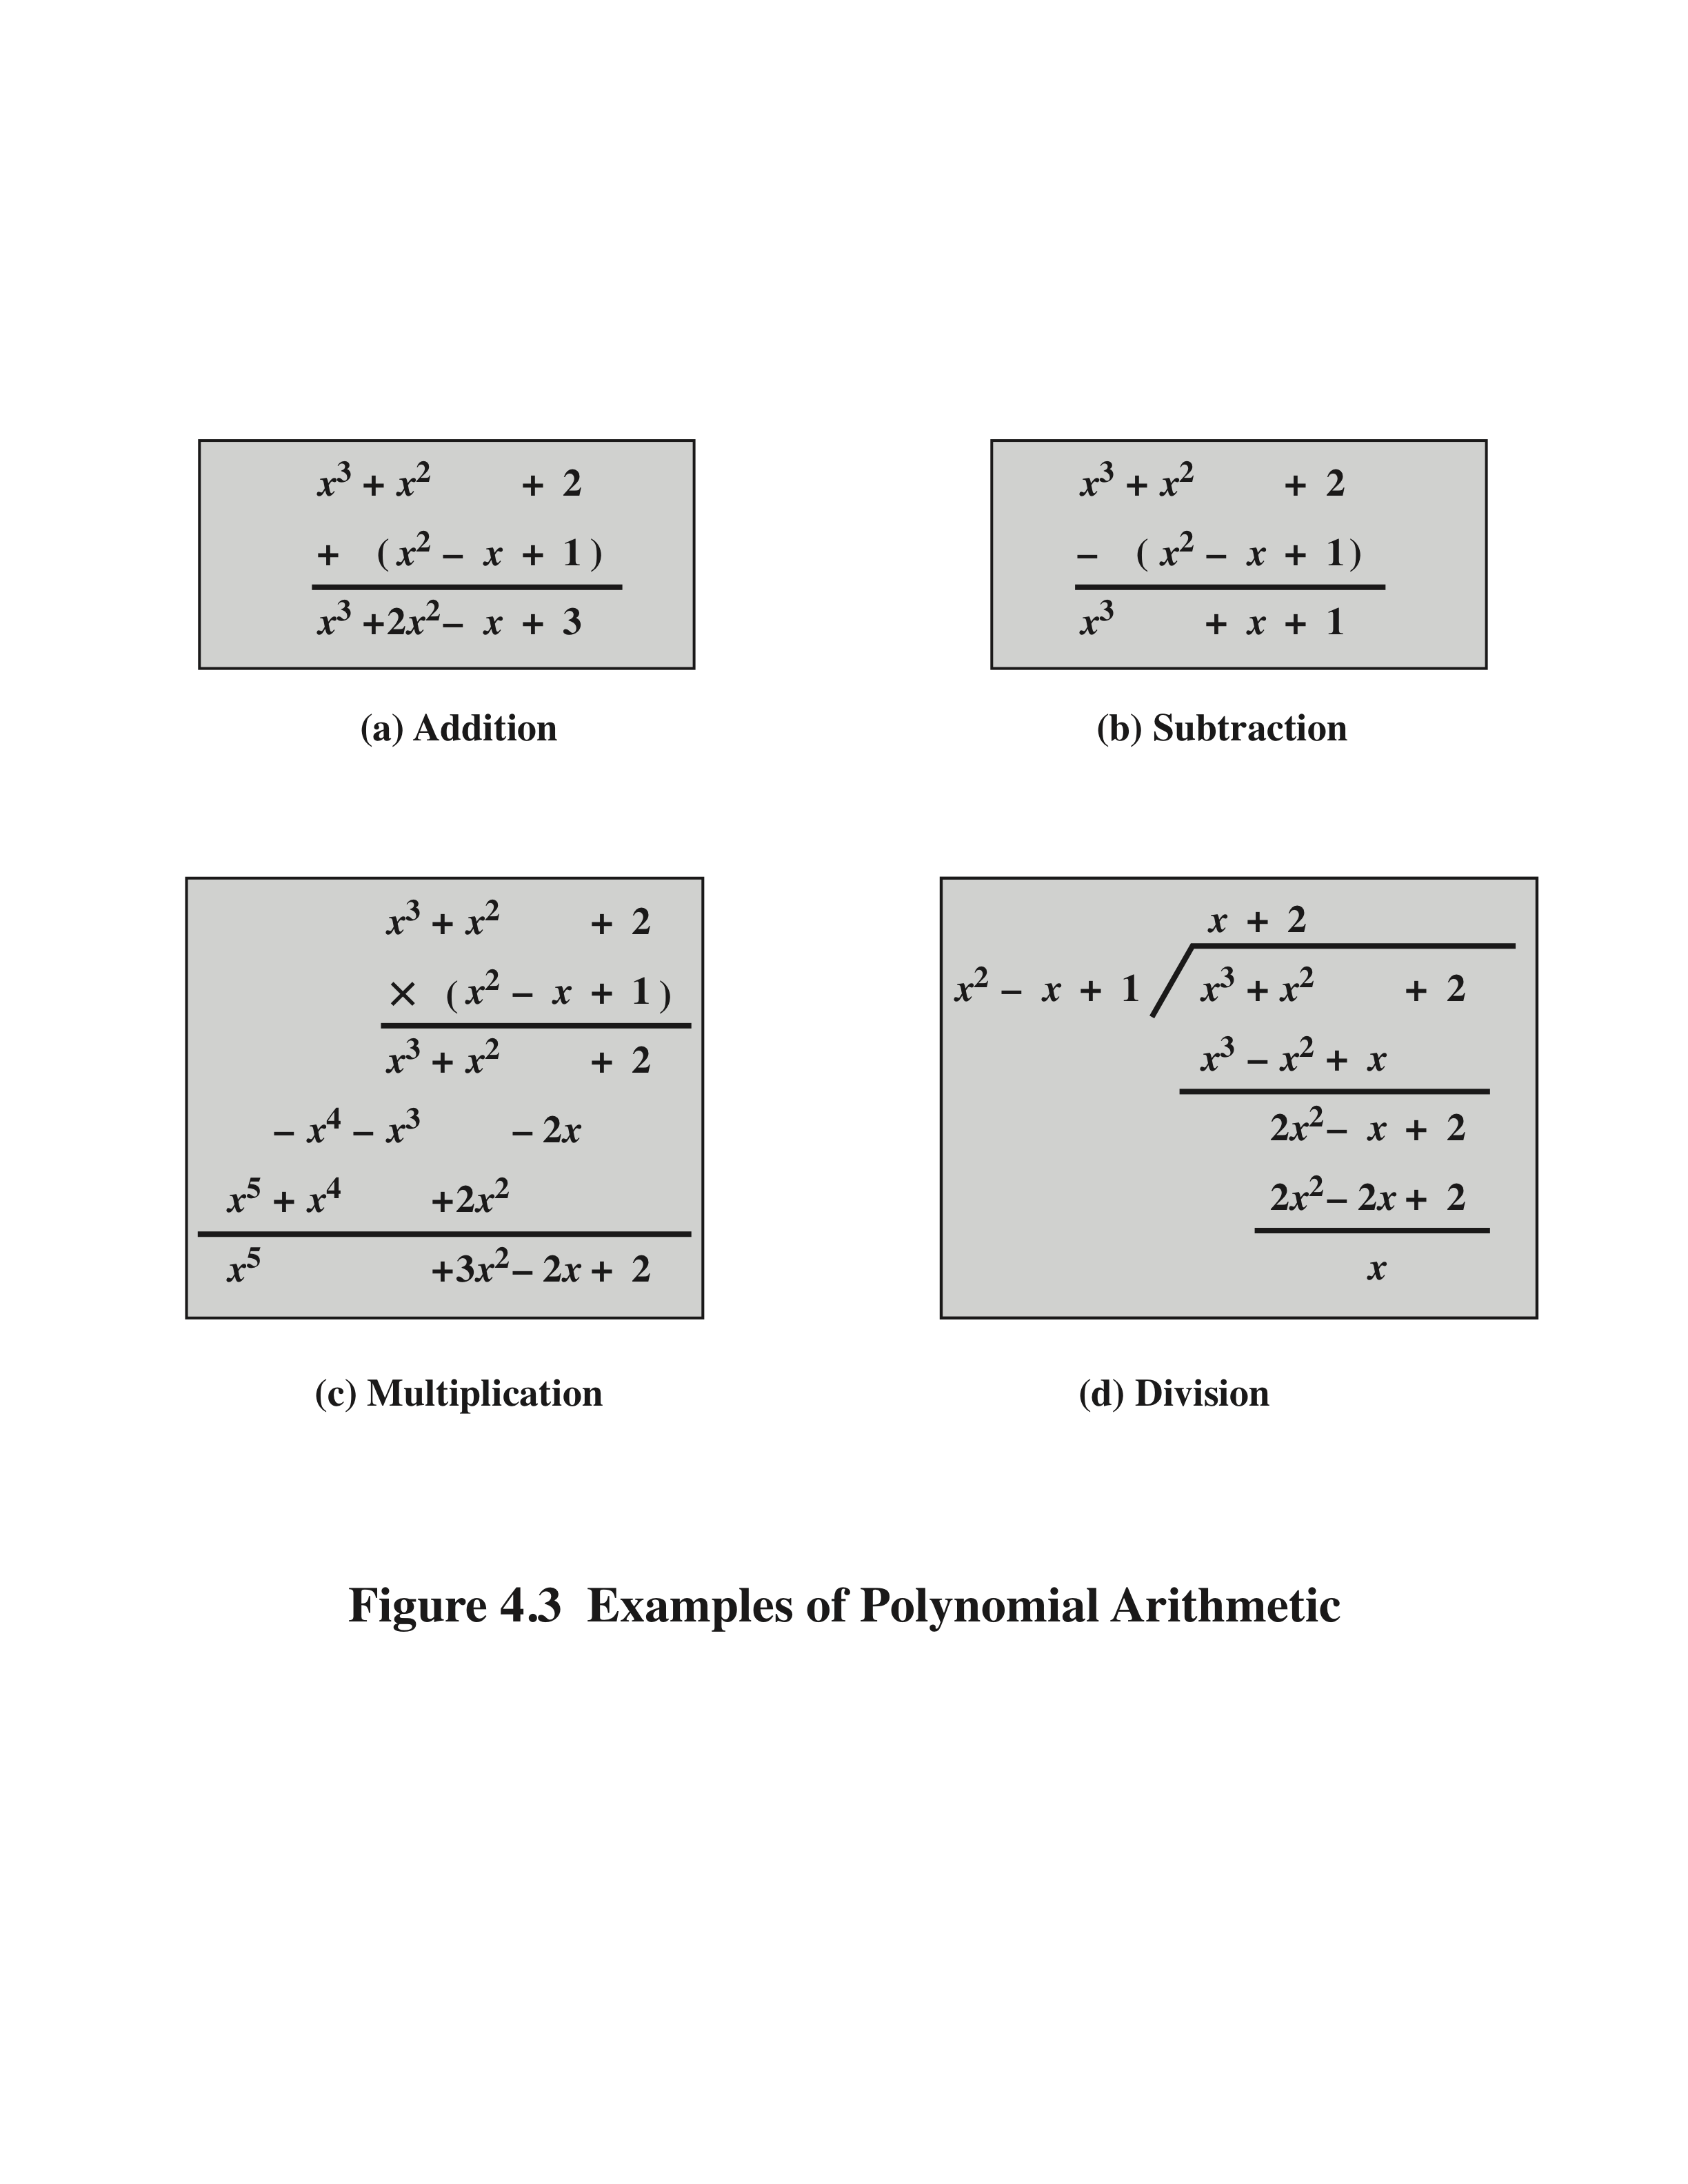 x³ + x² + 2
+ ( x² – x + 1 )
x³ +2x² – x + 3
(a) Addition
x³ + x² + 2
– ( x² – x + 1 )
x³ + x + 1
(b) Subtraction
x³ + x² + 2
× ( x² – x + 1 )
x³ + x² + 2
– x⁴ – x³ – 2x
x⁵ + x⁴ +2x²
x⁵ +3x² – 2x + 2
(c) Multiplication
x + 2
x² – x + 1 x³ + x² + 2
x³ – x² + x
2x² – x + 2
2x² – 2x + 2
x
(d) Division
Figure 4.3 Examples of Polynomial Arithmetic